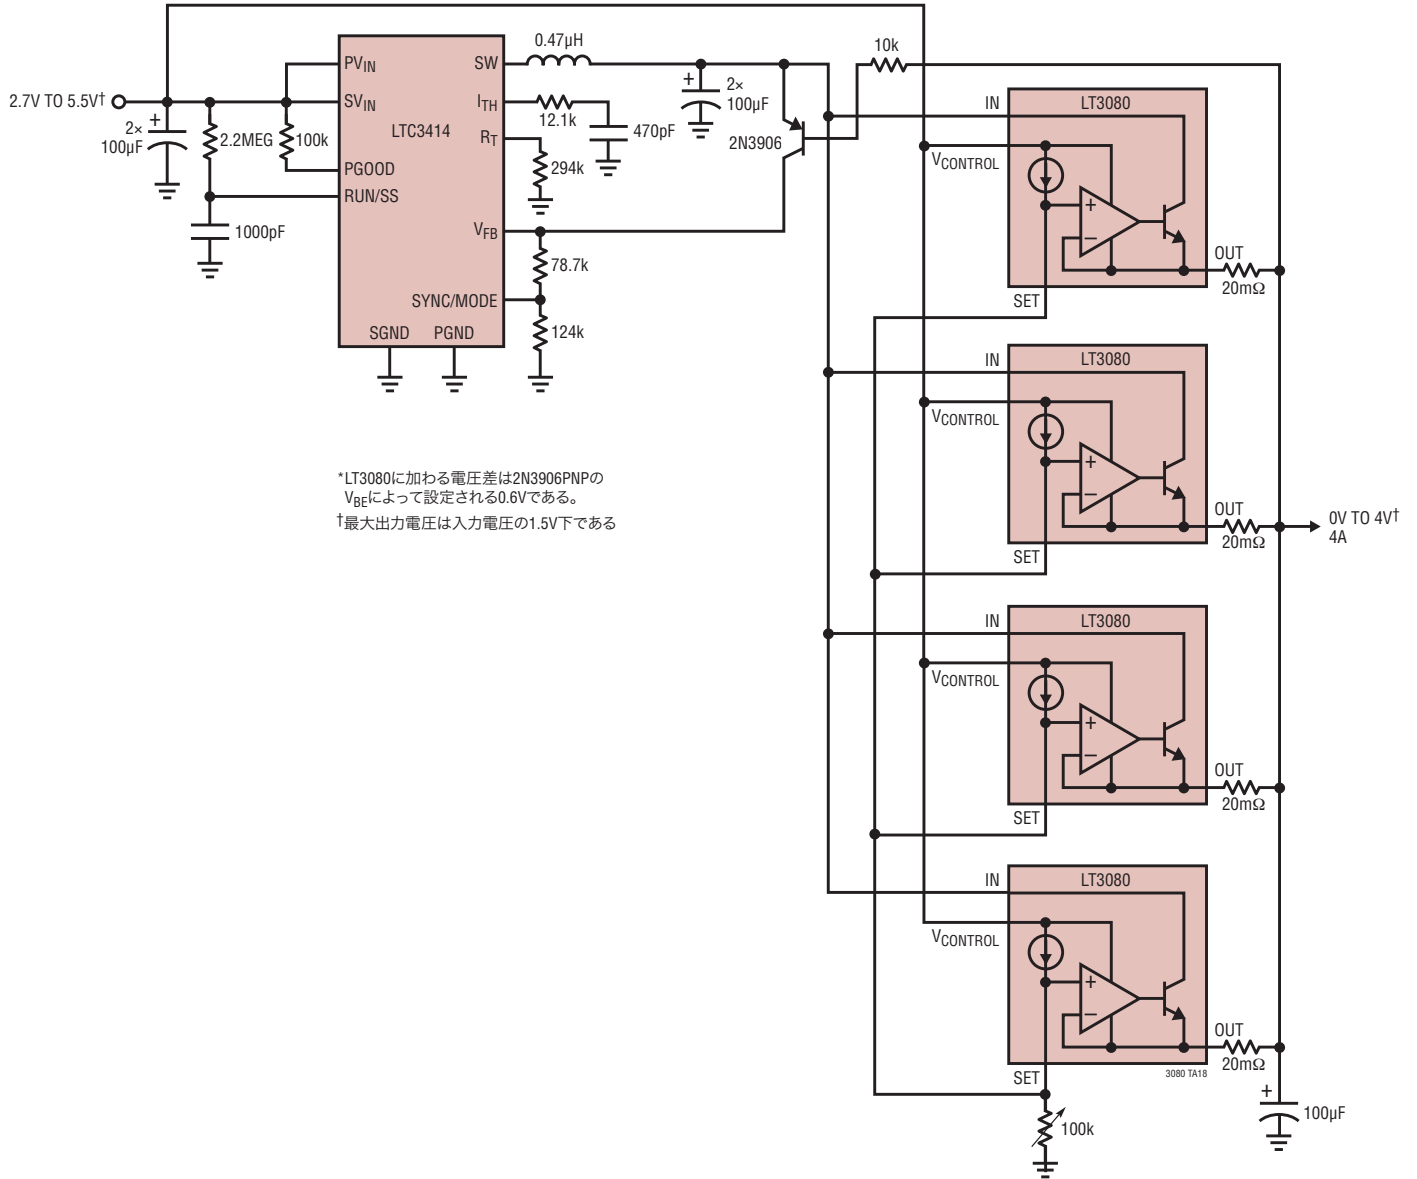 2.7V TO 5.5V†
2×
100µF
+
2.2MEG
100k
1000pF
PVIN
SVIN
PGOOD
RUN/SS
LTC3414
SW
ITH
RT
VFB
SYNC/MODE
SGND
PGND
0.47µH
12.1k
470pF
294k
78.7k
124k
+
2×
100µF
2N3906
10k
IN
LT3080
VCONTROL
+
−
OUT
20mΩ
SET
IN
LT3080
VCONTROL
+
−
OUT
20mΩ
SET
0V TO 4V†
4A
IN
LT3080
VCONTROL
+
−
OUT
20mΩ
SET
IN
LT3080
VCONTROL
+
−
OUT
20mΩ
SET
3080 TA18
100k
+
100µF
*LT3080に加わる電圧差は2N3906PNPの
VBEによって設定される0.6Vである。
†最大出力電圧は入力電圧の1.5V下である